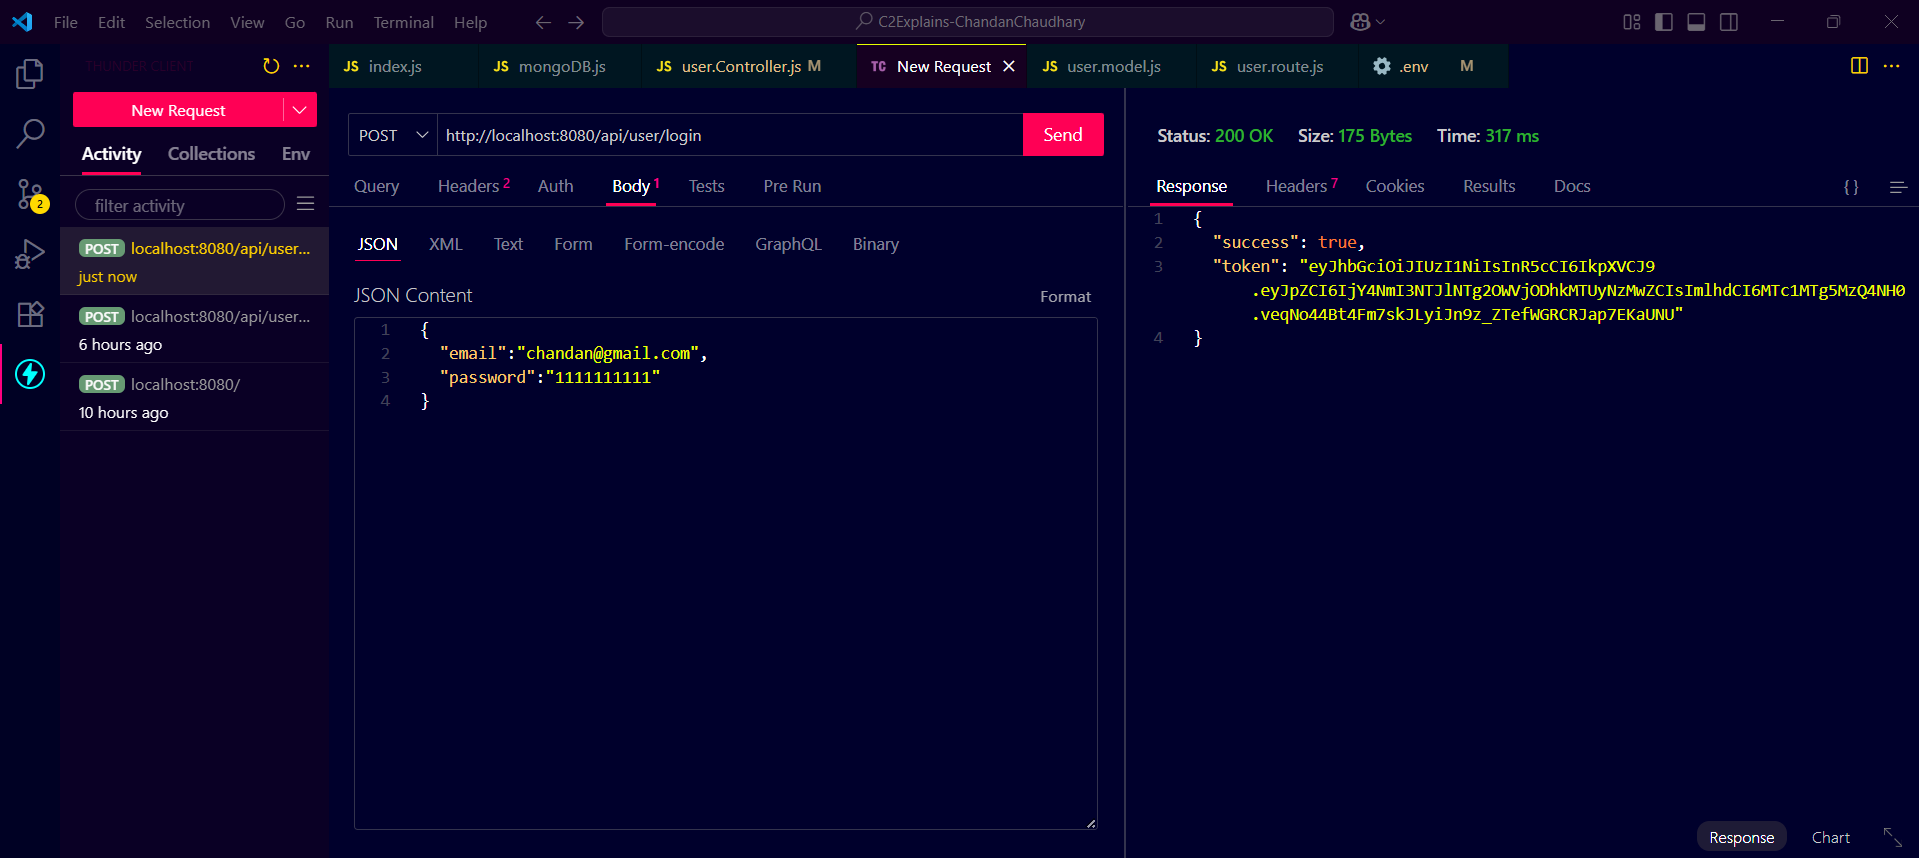 File Edit Selection View Go Run Terminal Help
C2Explains-ChandanChaudhary
THUNDER CLIENT
JS index.js
JS mongoDB.js
JS user.Controller.js M
TC New Request
JS user.model.js
JS user.route.js
.env M
New Request
Activity Collections Env
filter activity
POST localhost:8080/api/user...
just now
POST localhost:8080/api/user...
6 hours ago
POST localhost:8080/
10 hours ago
2
POST http://localhost:8080/api/user/login Send
Query Headers 2 Auth Body 1 Tests Pre Run
JSON XML Text Form Form-encode GraphQL Binary
JSON Content Format
1 {
2 "email":"chandan@gmail.com",
3 "password":"1111111111"
4 }
Status: 200 OK Size: 175 Bytes Time: 317 ms
Response Headers 7 Cookies Results Docs {}
1 {
2 "success": true,
3 "token": "eyJhbGciOiJIUzI1NiIsInR5cCI6IkpXVCJ9
.eyJpZCI6IjY4NmI3NTJlNTg2OWVjODhkMTUyNzMwZCIsImlhdCI6MTc1MTg5MzQ4NH0
.veqNo44Bt4Fm7skJLyiJn9z_ZTefWGRCRJap7EKaUNU"
4 }
Response Chart